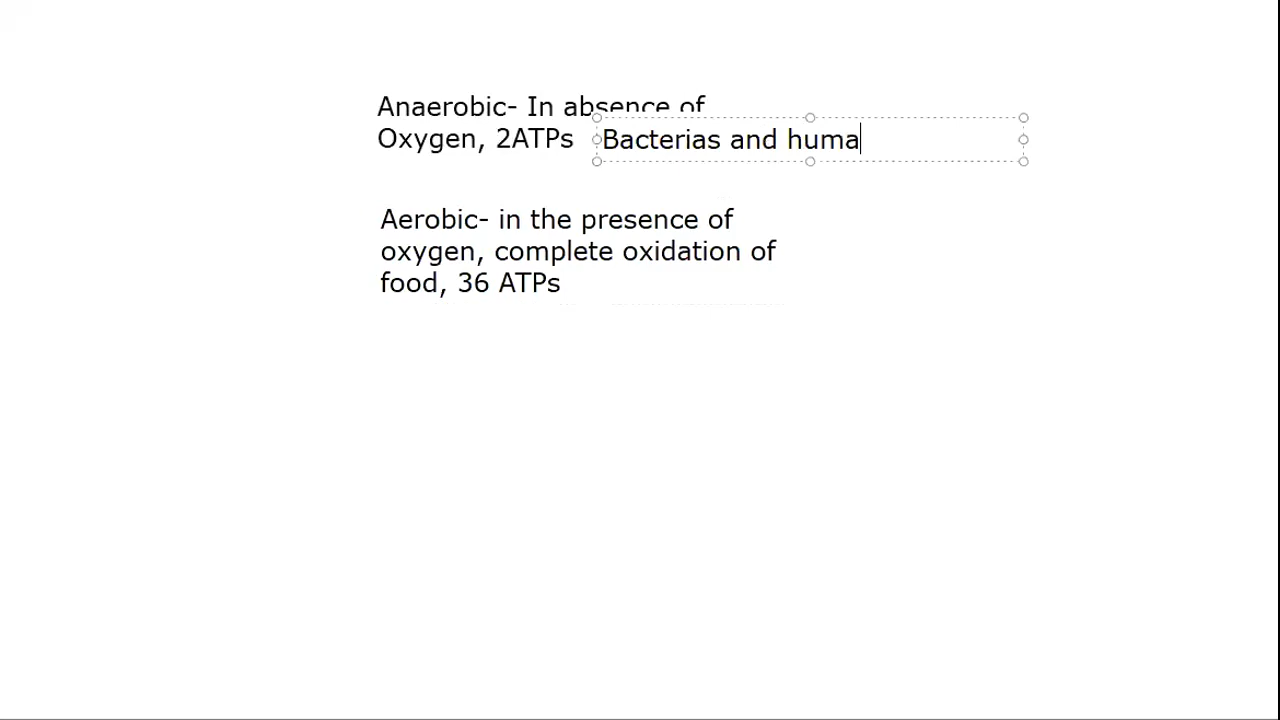 Anaerobic- In absence of
Oxygen, 2ATPs
Bacterias and huma
Aerobic- in the presence of
oxygen, complete oxidation of
food, 36 ATPs